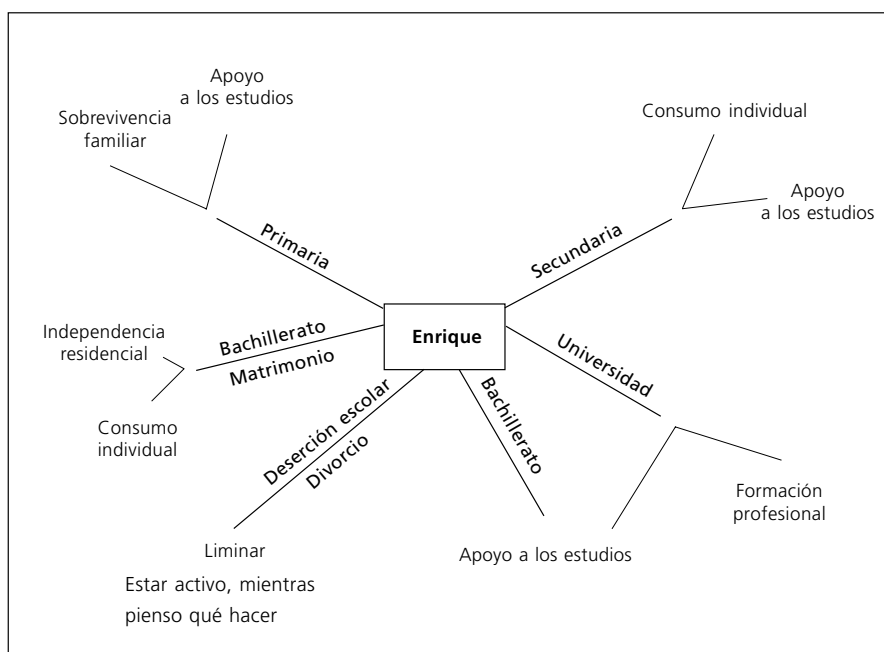 Apoyo
a los estudios
Sobrevivencia
familiar
Primaria
Consumo individual
Apoyo
a los estudios
Secundaria
Enrique
Independencia
residencial
Bachillerato
Matrimonio
Consumo
individual
Deserción escolar
Divorcio
Liminar
Estar activo, mientras
pienso qué hacer
Bachillerato
Apoyo a los estudios
Universidad
Formación
profesional